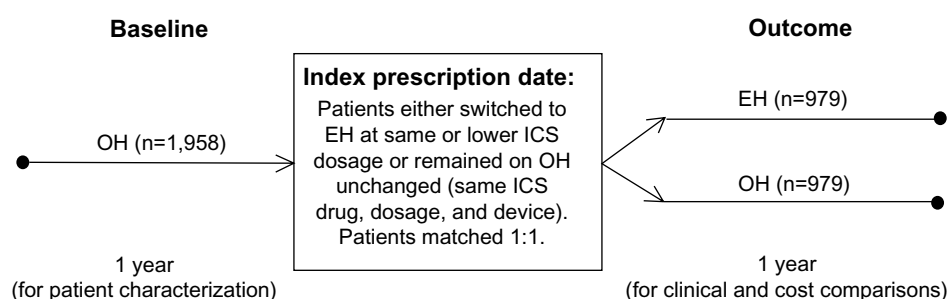 Baseline
Outcome
Index prescription date:
Patients either switched to
EH at same or lower ICS
dosage or remained on OH
unchanged (same ICS
drug, dosage, and device).
Patients matched 1:1.
OH (n=1,958)
EH (n=979)
OH (n=979)
1 year
(for patient characterization)
1 year
(for clinical and cost comparisons)